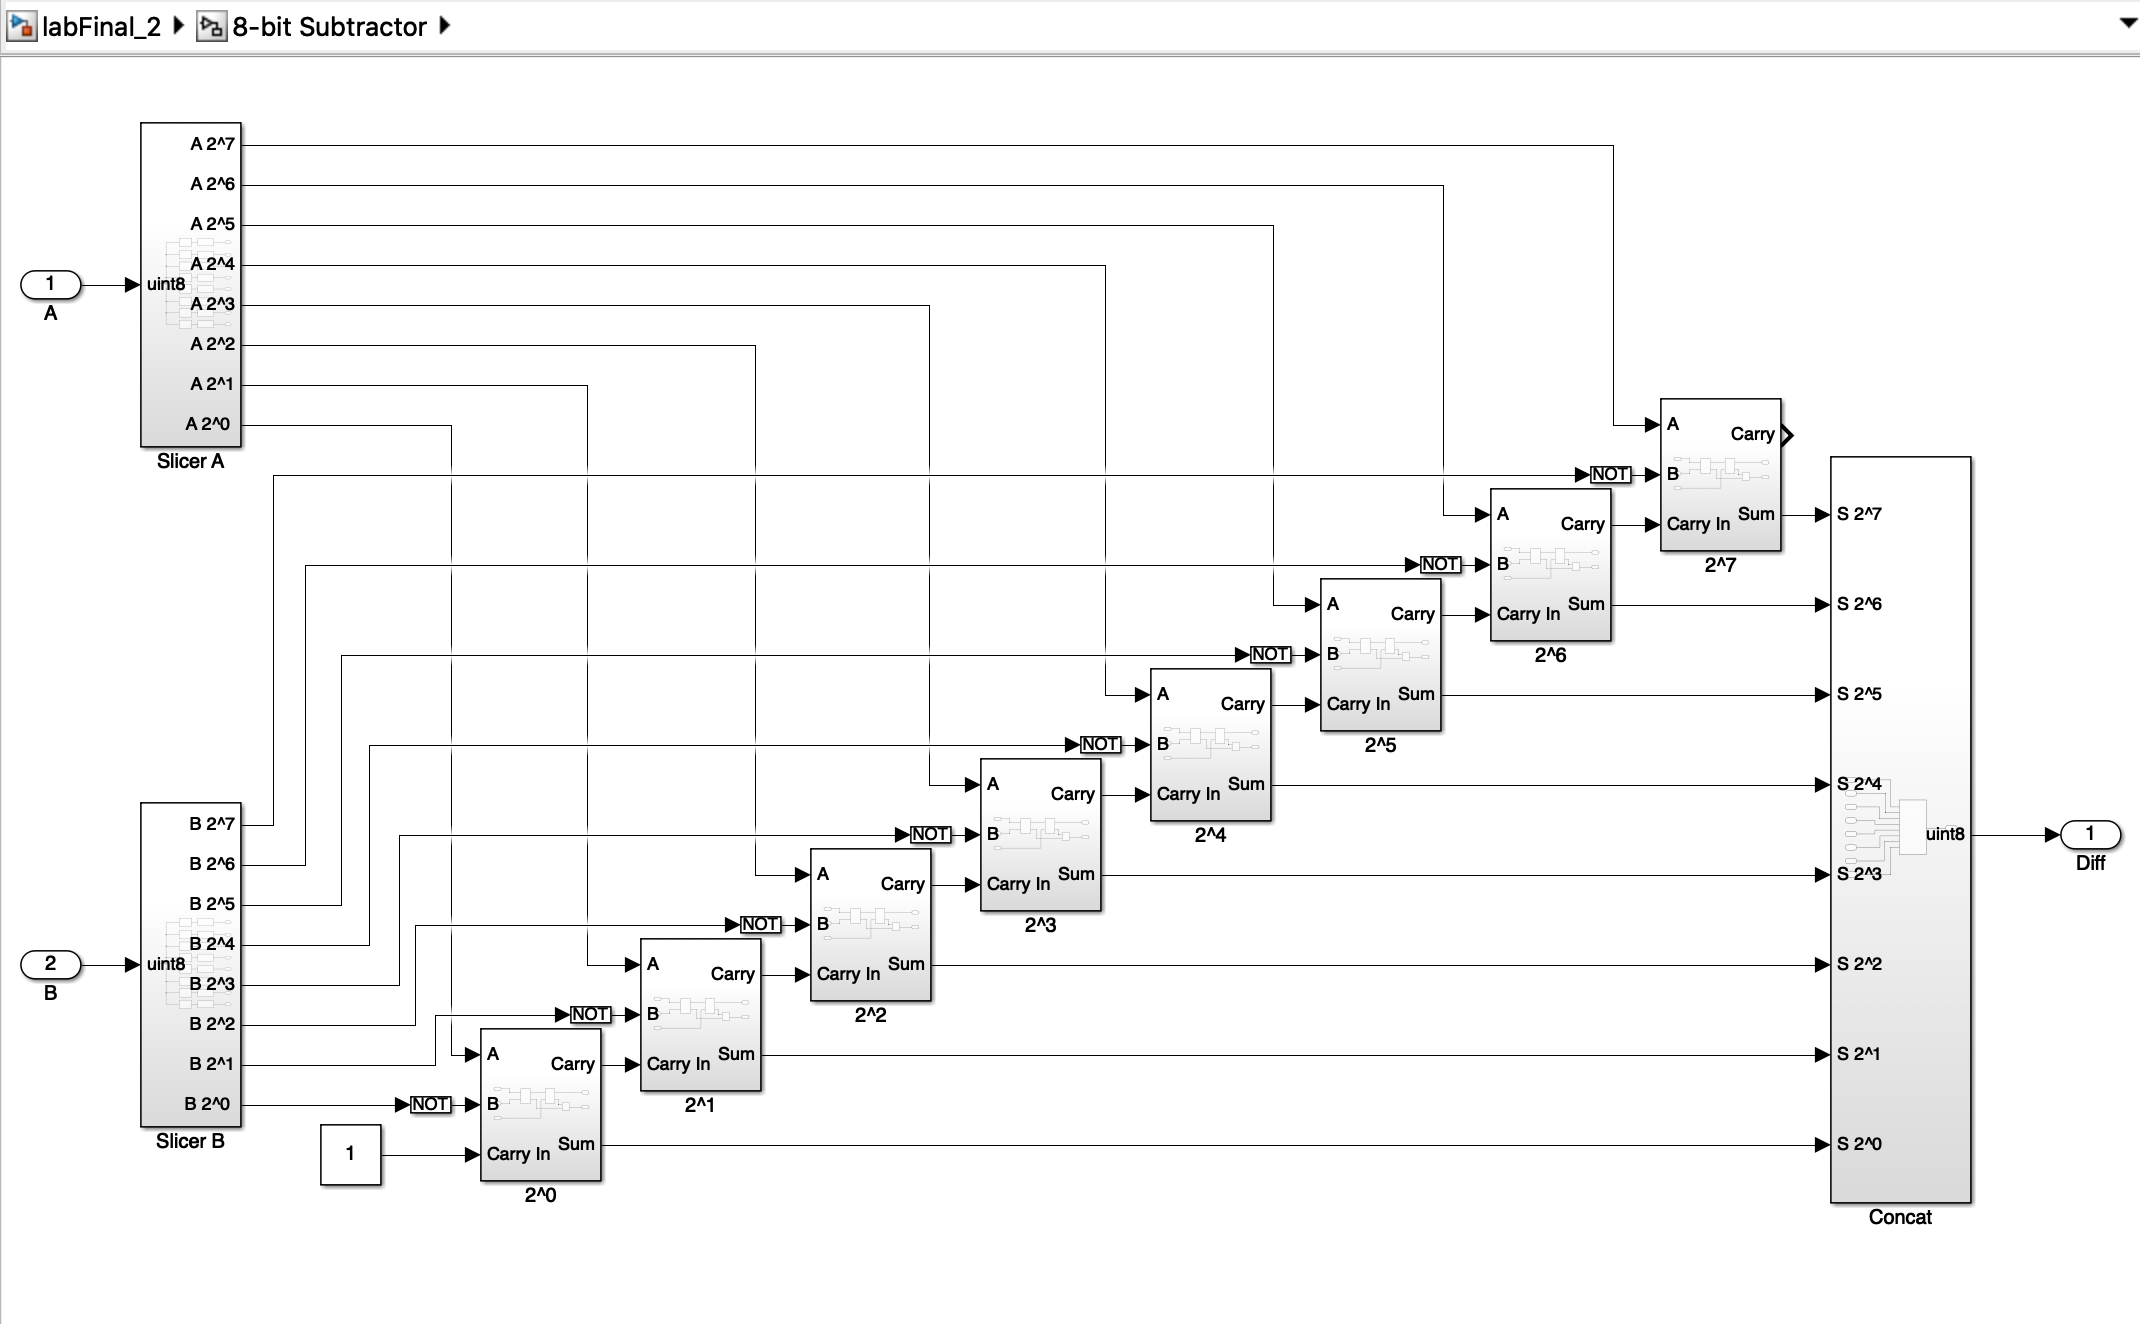 labFinal_2 8-bit Subtractor
A 2^7
A 2^6
A 2^5
A 2^4
1
uint8
A 2^3
A
A 2^2
A 2^1
A 2^0
Slicer A
A
Carry
NOT
B
Carry In
Sum
2^7
A
Carry
NOT
B
Carry In
Sum
2^6
A
Carry
NOT
B
Carry In
Sum
2^5
A
Carry
NOT
B
Carry In
Sum
2^4
A
Carry
NOT
B
Carry In
Sum
2^3
A
Carry
NOT
B
Carry In
Sum
2^2
A
Carry
NOT
B
Carry In
Sum
2^1
A
Carry
NOT
B
Carry In
Sum
2^0
B 2^7
B 2^6
B 2^5
B 2^4
2
uint8
B 2^3
B
B 2^2
B 2^1
B 2^0
Slicer B
1
S 2^7
S 2^6
S 2^5
S 2^4
uint8
S 2^3
S 2^2
S 2^1
S 2^0
Concat
1
Diff